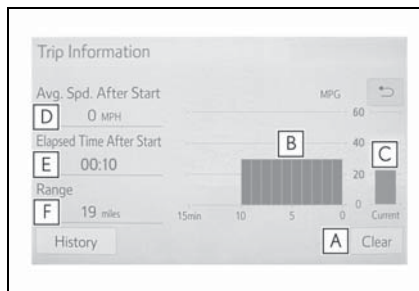 Trip Information
Avg. Spd. After Start
MPG
D
0 MPH
60
Elapsed Time After Start
B
40
C
E
00:10
20
Range
F
19 miles
0
15min 10 5 0 Current
History
A
Clear